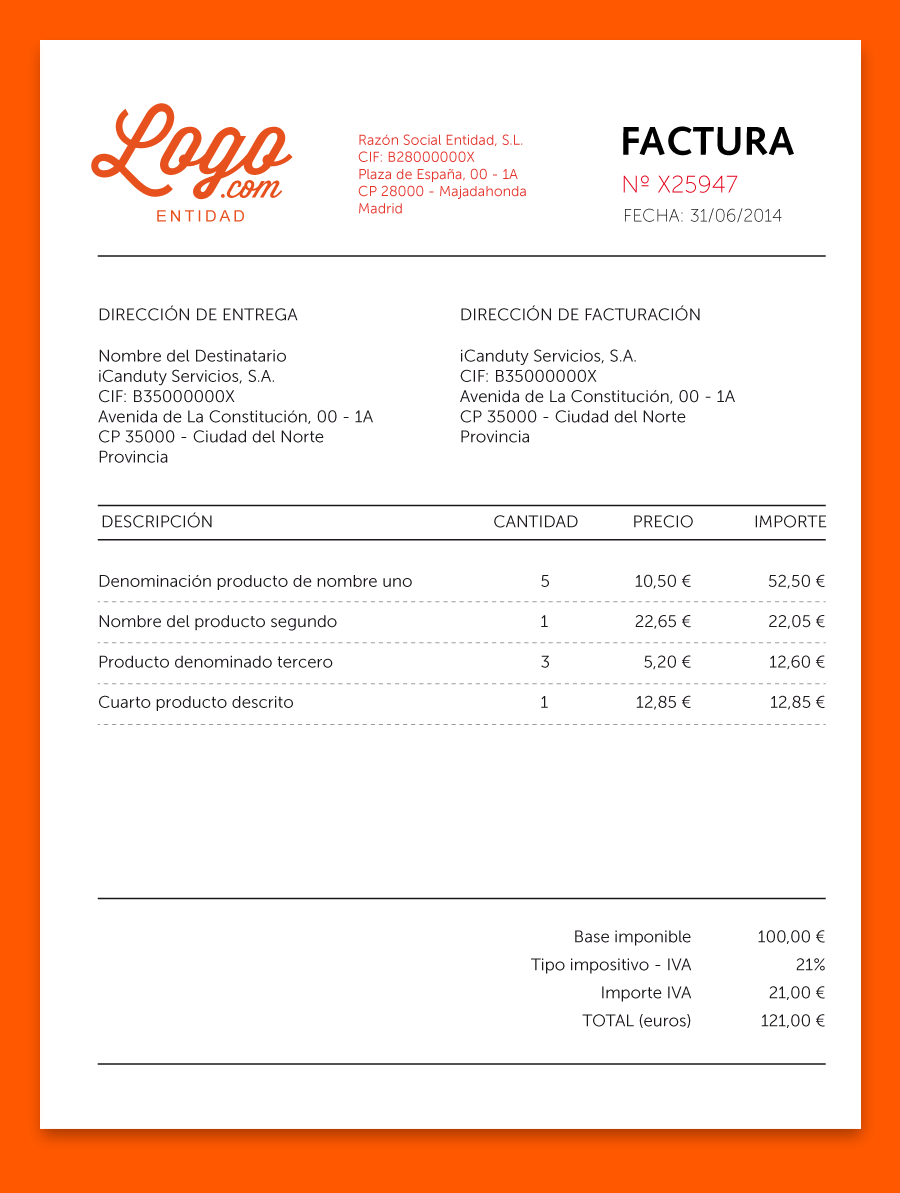 Logo
.com
ENTIDAD
Razón Social Entidad, S.L.
CIF: B28000000X
Plaza de España, 00 - 1A
CP 28000 - Majadahonda
Madrid
FACTURA
Nº X25947
FECHA: 31/06/2014
DIRECCIÓN DE ENTREGA
Nombre del Destinatario
iCanduty Servicios, S.A.
CIF: B35000000X
Avenida de La Constitución, 00 - 1A
CP 35000 - Ciudad del Norte
Provincia
DIRECCIÓN DE FACTURACIÓN
iCanduty Servicios, S.A.
CIF: B35000000X
Avenida de La Constitución, 00 - 1A
CP 35000 - Ciudad del Norte
Provincia
DESCRIPCIÓN CANTIDAD PRECIO IMPORTE
Denominación producto de nombre uno 5 10,50 € 52,50 €
Nombre del producto segundo 1 22,65 € 22,05 €
Producto denominado tercero 3 5,20 € 12,60 €
Cuarto producto descrito 1 12,85 € 12,85 €
Base imponible 100,00 €
Tipo impositivo - IVA 21%
Importe IVA 21,00 €
TOTAL (euros) 121,00 €